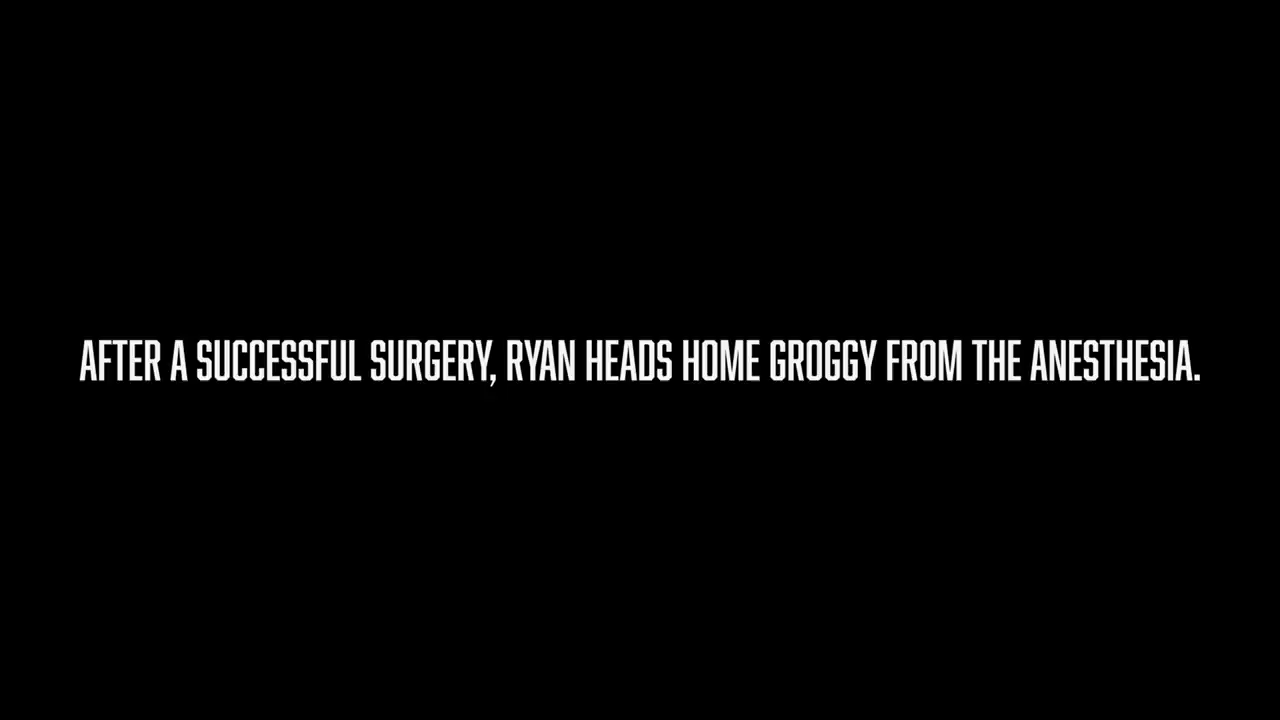 AFTER A SUCCESSFUL SURGERY, RYAN HEADS HOME GROGGY FROM THE ANESTHESIA.